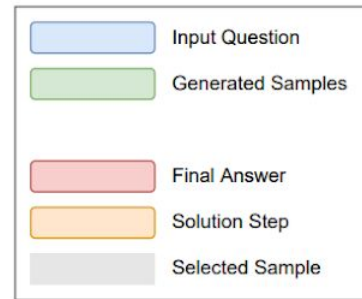 Input Question
Generated Samples
Final Answer
Solution Step
Selected Sample